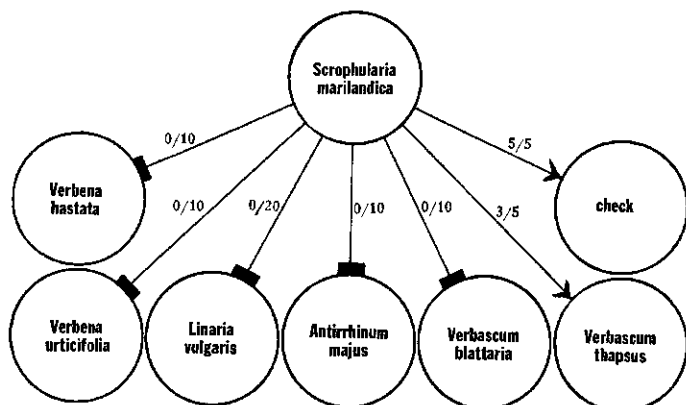 Scrophularia
marilandica
0/10
5/5
Verbena
hastata
0/10
0/20
0/10
0/10
3/5
check
Verbena
urticifolia
Linaria
vulgaris
Antirrhinum
majus
Verbascum
blattaria
Verbascum
thapsus